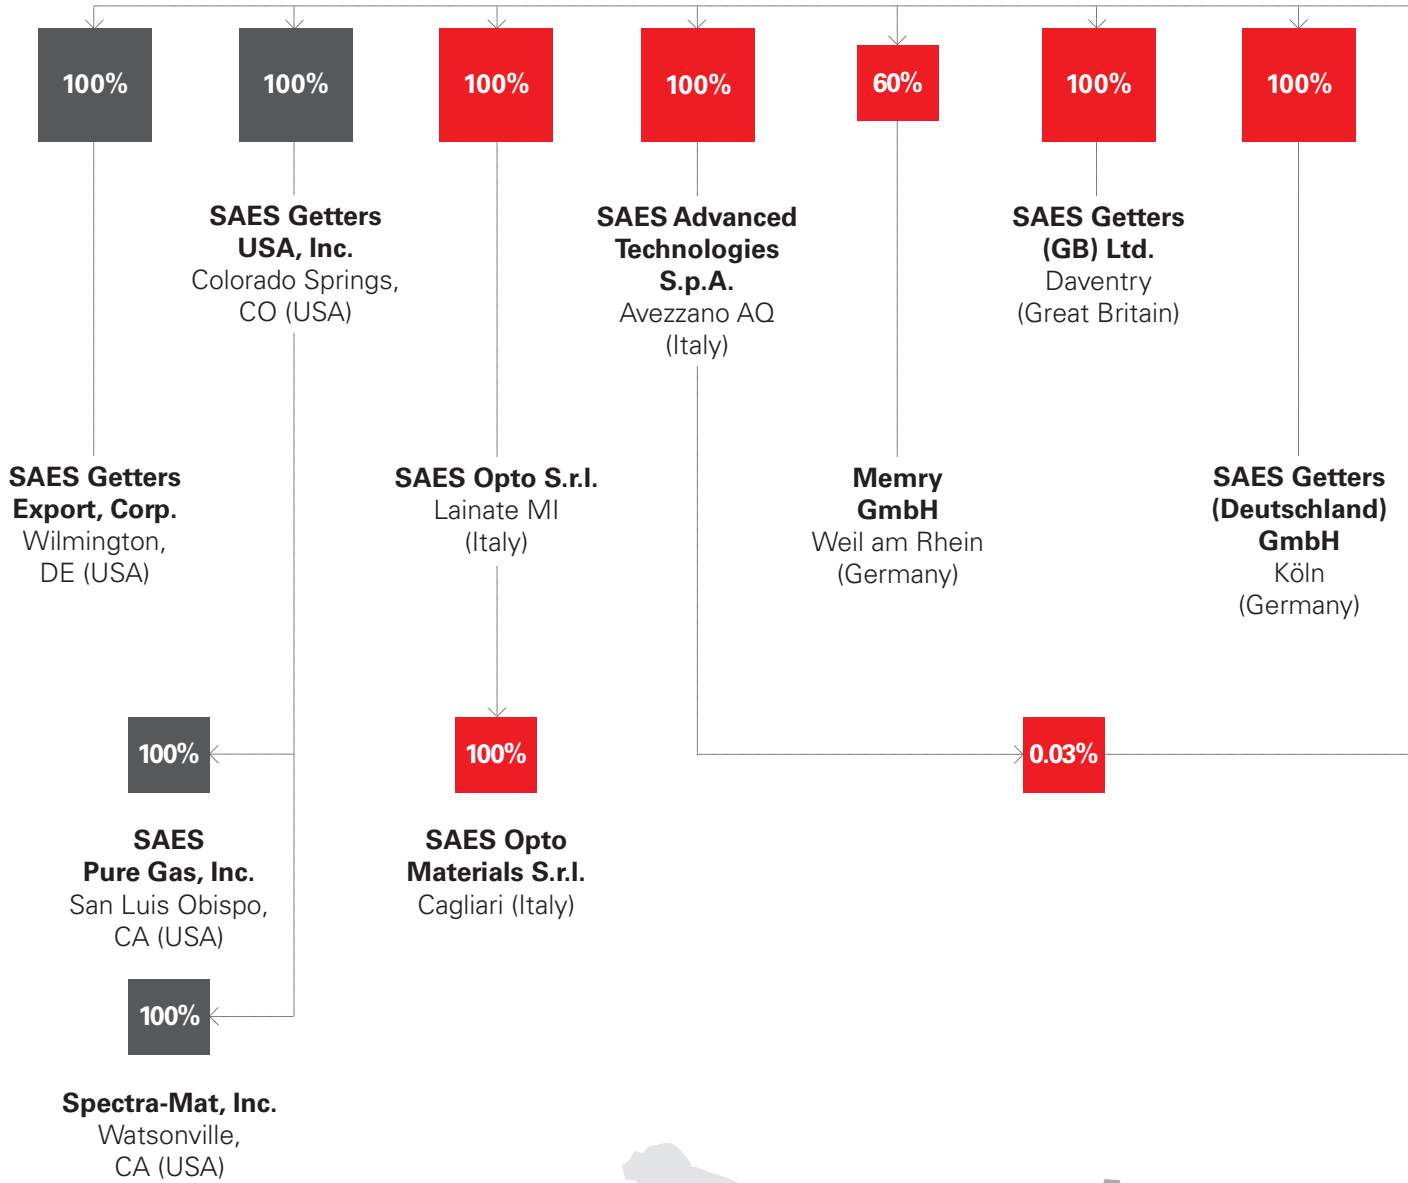 100%
100%
100%
100%
60%
100%
100%
SAES Getters
USA, Inc.
Colorado Springs,
CO (USA)
SAES Advanced
Technologies
S.p.A.
Avezzano AQ
(Italy)
SAES Getters
(GB) Ltd.
Daventry
(Great Britain)
SAES Getters
Export, Corp.
Wilmington,
DE (USA)
SAES Opto S.r.l.
Lainate MI
(Italy)
Memry
GmbH
Weil am Rhein
(Germany)
SAES Getters
(Deutschland)
GmbH
Köln
(Germany)
100%
100%
0.03%
SAES
Pure Gas, Inc.
San Luis Obispo,
CA (USA)
SAES Opto
Materials S.r.l.
Cagliari (Italy)
100%
Spectra-Mat, Inc.
Watsonville,
CA (USA)